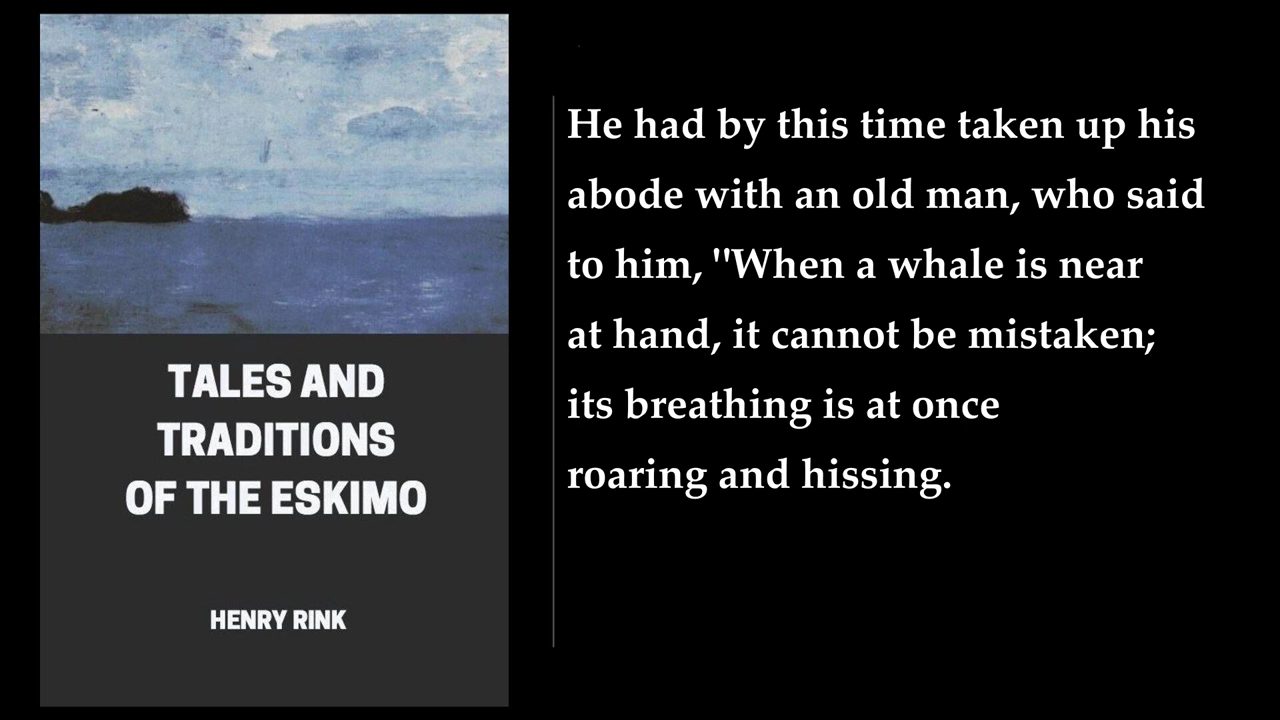 TALES AND
TRADITIONS
OF THE ESKIMO
HENRY RINK
He had by this time taken up his
abode with an old man, who said
to him, "When a whale is near
at hand, it cannot be mistaken;
its breathing is at once
roaring and hissing.